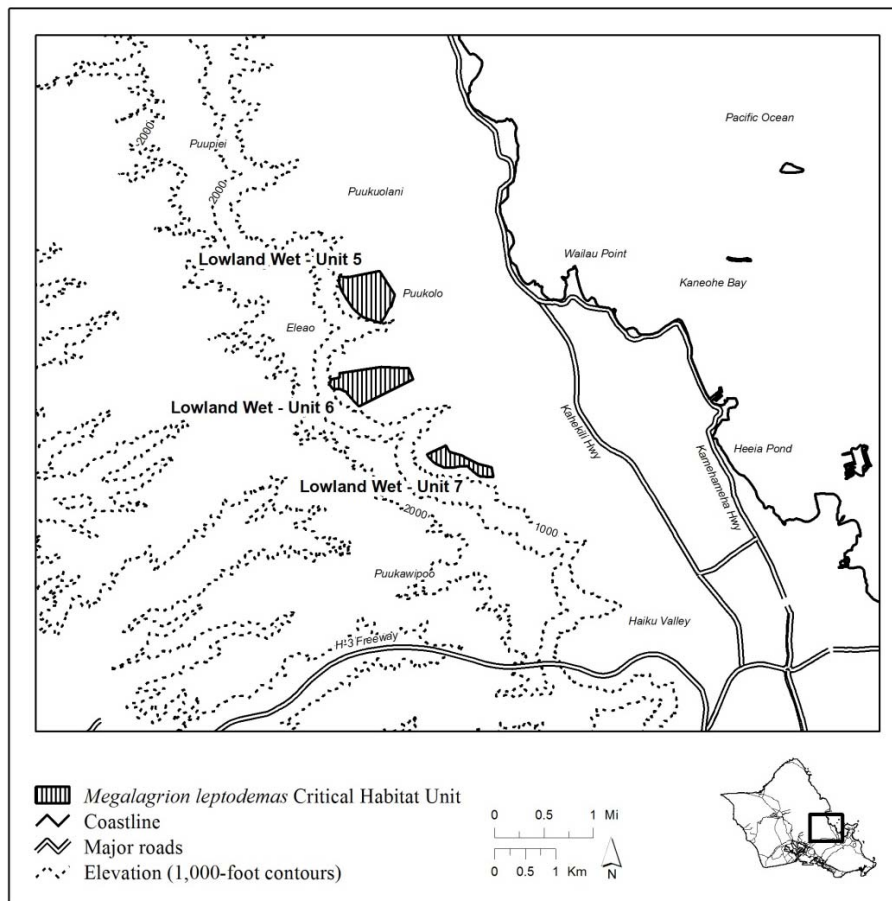 Pacific Ocean
2000
Puupiei
2000
Puukuolani
Lowland Wet - Unit 5
Wailau Point
Kaneohe Bay
Puukolo
Eleao
Lowland Wet - Unit 6
Kahekili Hwy
Kamehameha Hwy
Heeia Pond
Lowland Wet - Unit 7
2000
1000
Puukawipoo
Haiku Valley
H-3 Freeway
Megalagrion leptodemas Critical Habitat Unit
Coastline
Major roads
Elevation (1,000-foot contours)
0 0.5 1 Mi
0 0.5 1 Km
N